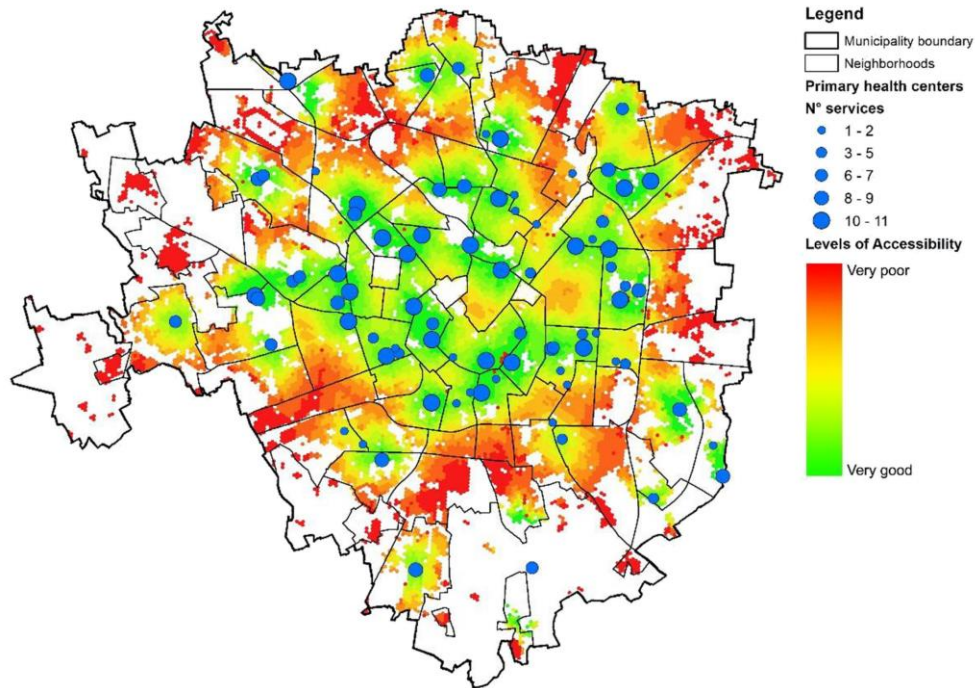 Legend
Municipality boundary
Neighborhoods
Primary health centers
N° services
1 - 2
3 - 5
6 - 7
8 - 9
10 - 11
Levels of Accessibility
Very poor
Very good